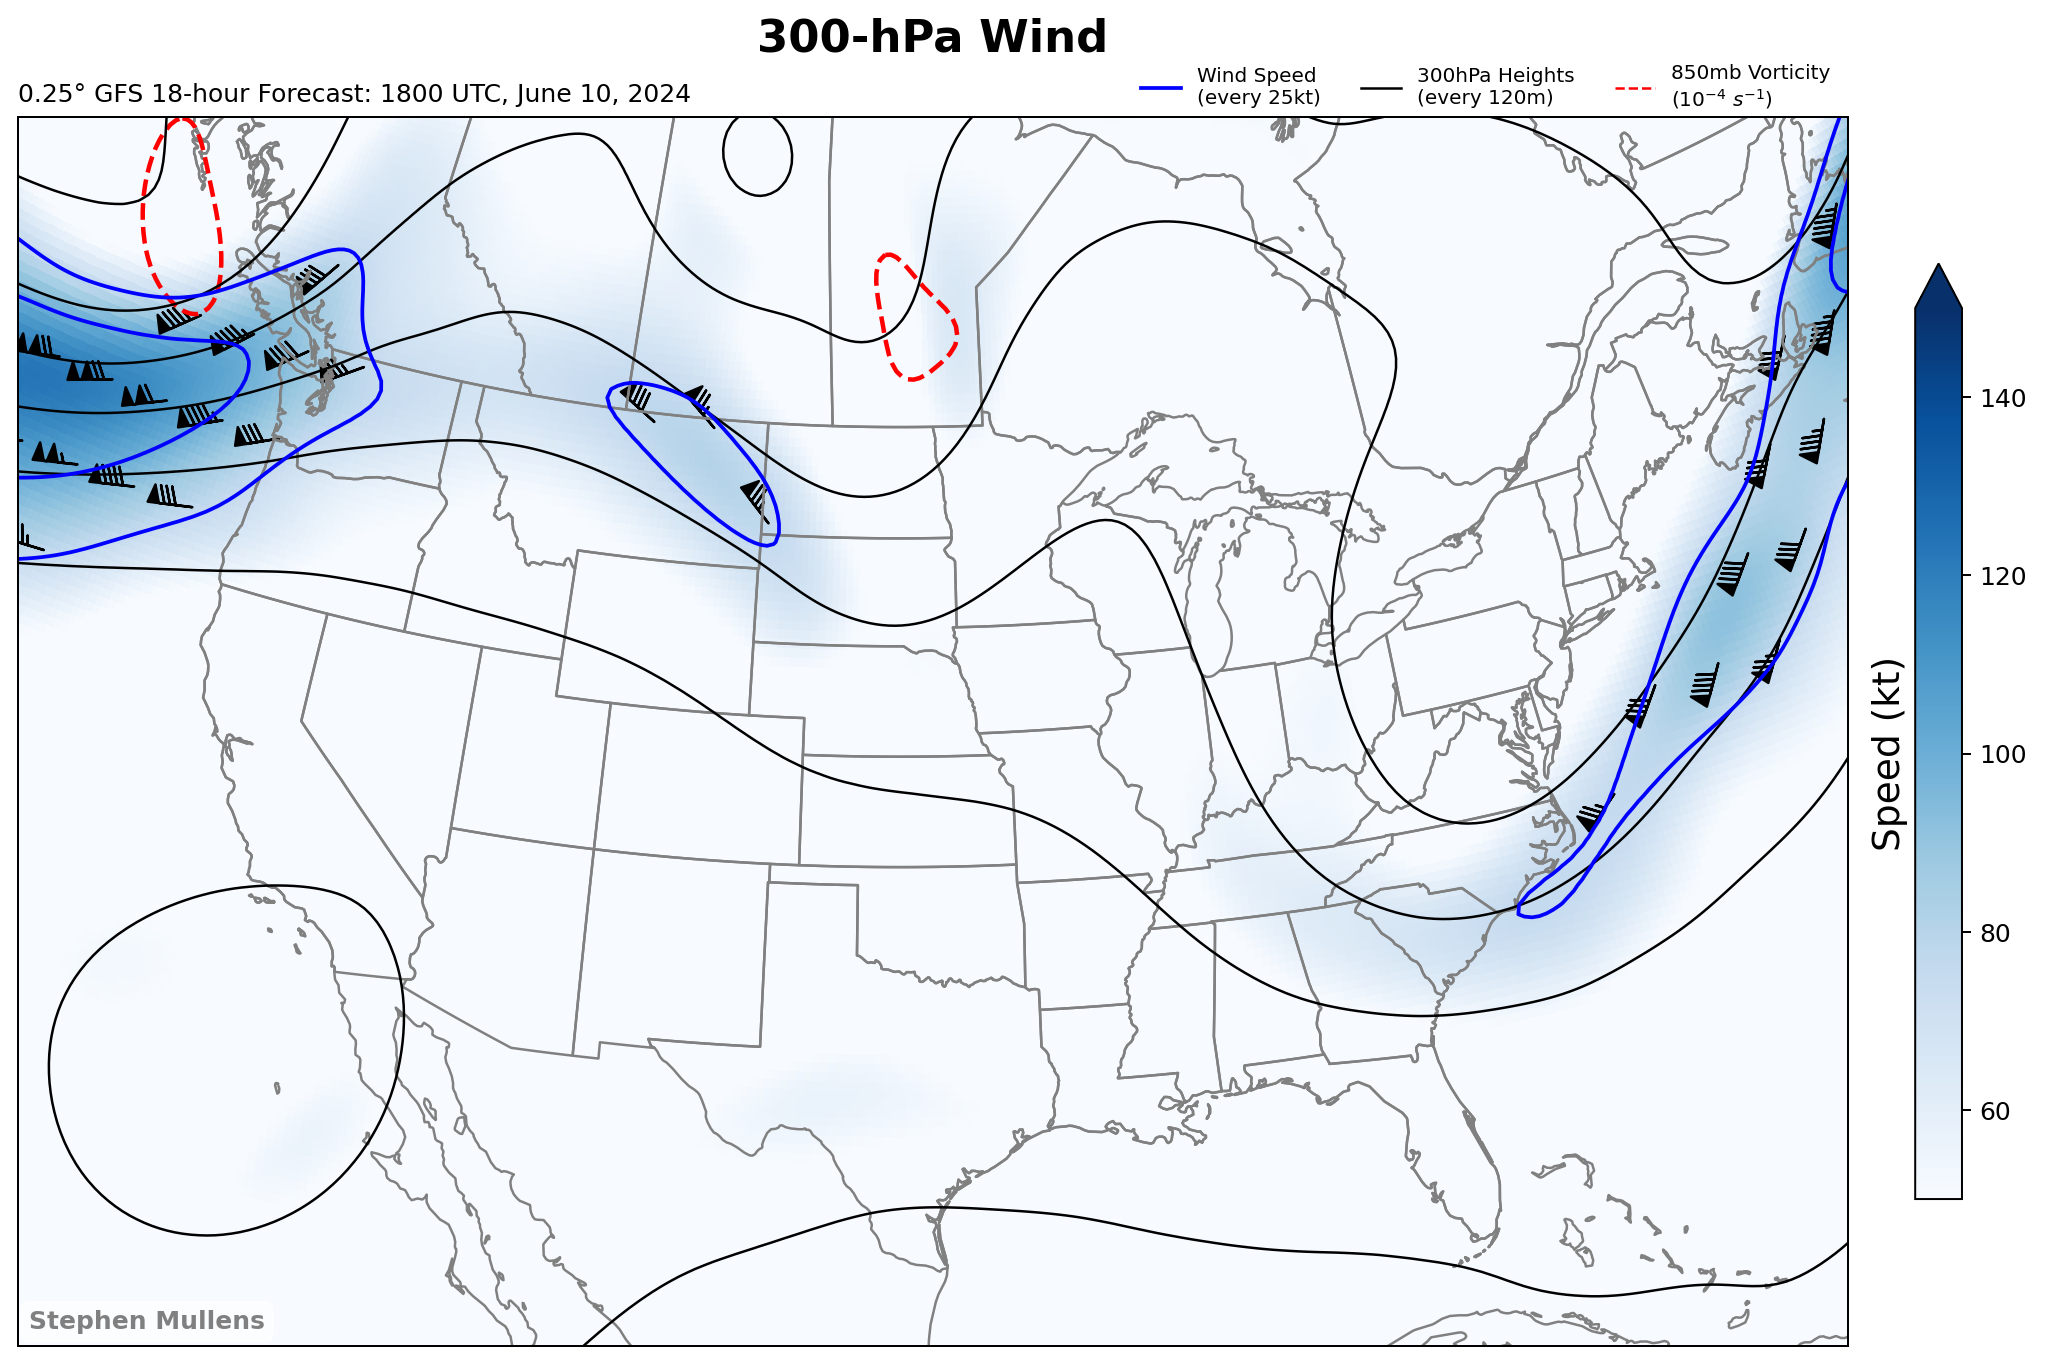 300-hPa Wind
0.25° GFS 18-hour Forecast: 1800 UTC, June 10, 2024
Wind Speed
(every 25kt)
300hPa Heights
(every 120m)
850mb Vorticity
(10⁻⁴ s⁻¹)
140
120
100
80
60
Speed (kt)
Stephen Mullens